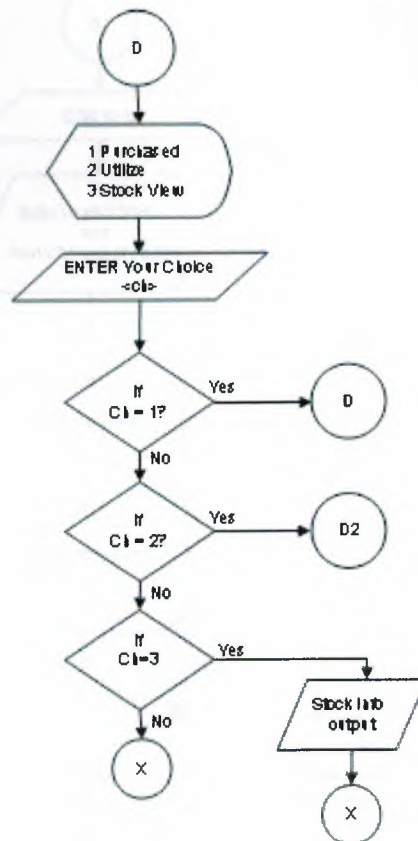 D
1 Purchased
2 Utilize
3 Stock View
ENTER Your Choice
<Ch>
If
Ch = 1?
Yes
D
No
If
Ch = 2?
Yes
D2
No
If
Ch=3
Yes
Stock Info
output
No
X
X